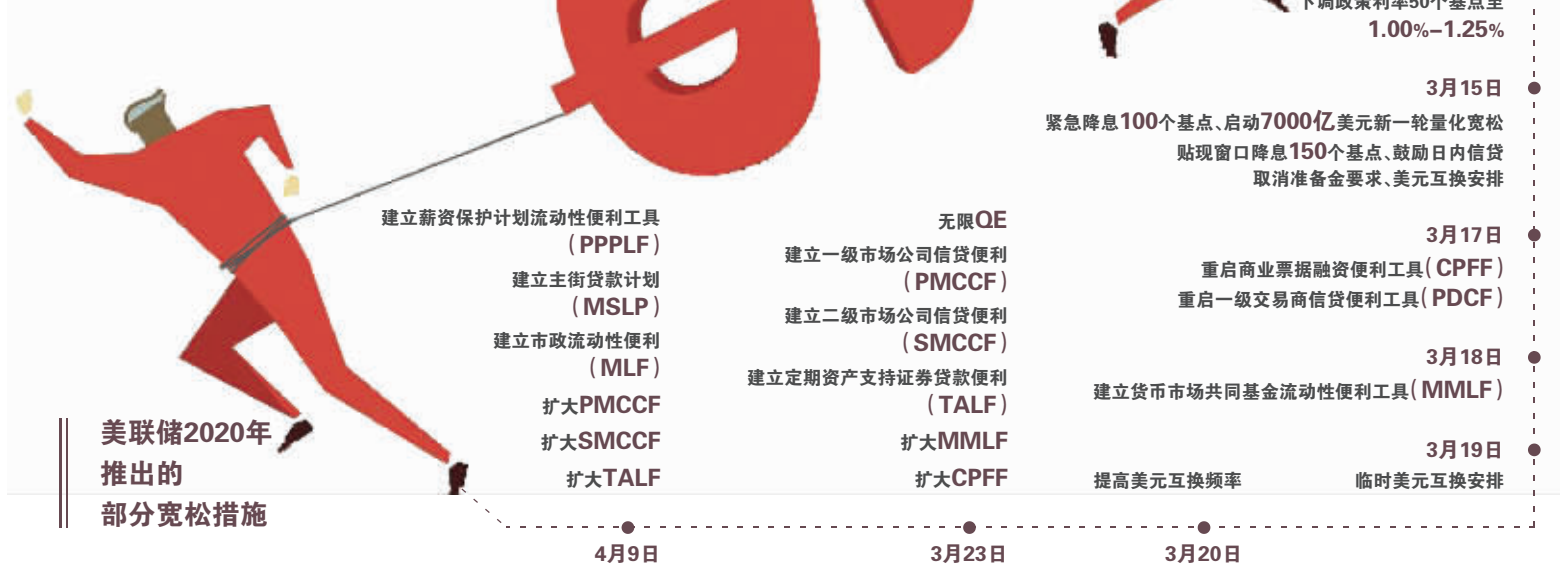 下调政策利率50个基点至
1.00%–1.25%
3月15日
紧急降息100个基点、启动7000亿美元新一轮量化宽松
贴现窗口降息150个基点、鼓励日内信贷
取消准备金要求、美元互换安排
3月17日
重启商业票据融资便利工具(CPFF)
重启一级交易商信贷便利工具(PDCF)
3月18日
建立货币市场共同基金流动性便利工具(MMLF)
3月19日
临时美元互换安排
提高美元互换频率
3月20日
无限QE
建立一级市场公司信贷便利
(PMCCF)
建立二级市场公司信贷便利
(SMCCF)
建立定期资产支持证券贷款便利
(TALF)
扩大MMLF
扩大CPFF
3月23日
建立薪资保护计划流动性便利工具
(PPPLF)
建立主街贷款计划
(MSLP)
建立市政流动性便利
(MLF)
扩大PMCCF
扩大SMCCF
扩大TALF
4月9日
美联储2020年
推出的
部分宽松措施